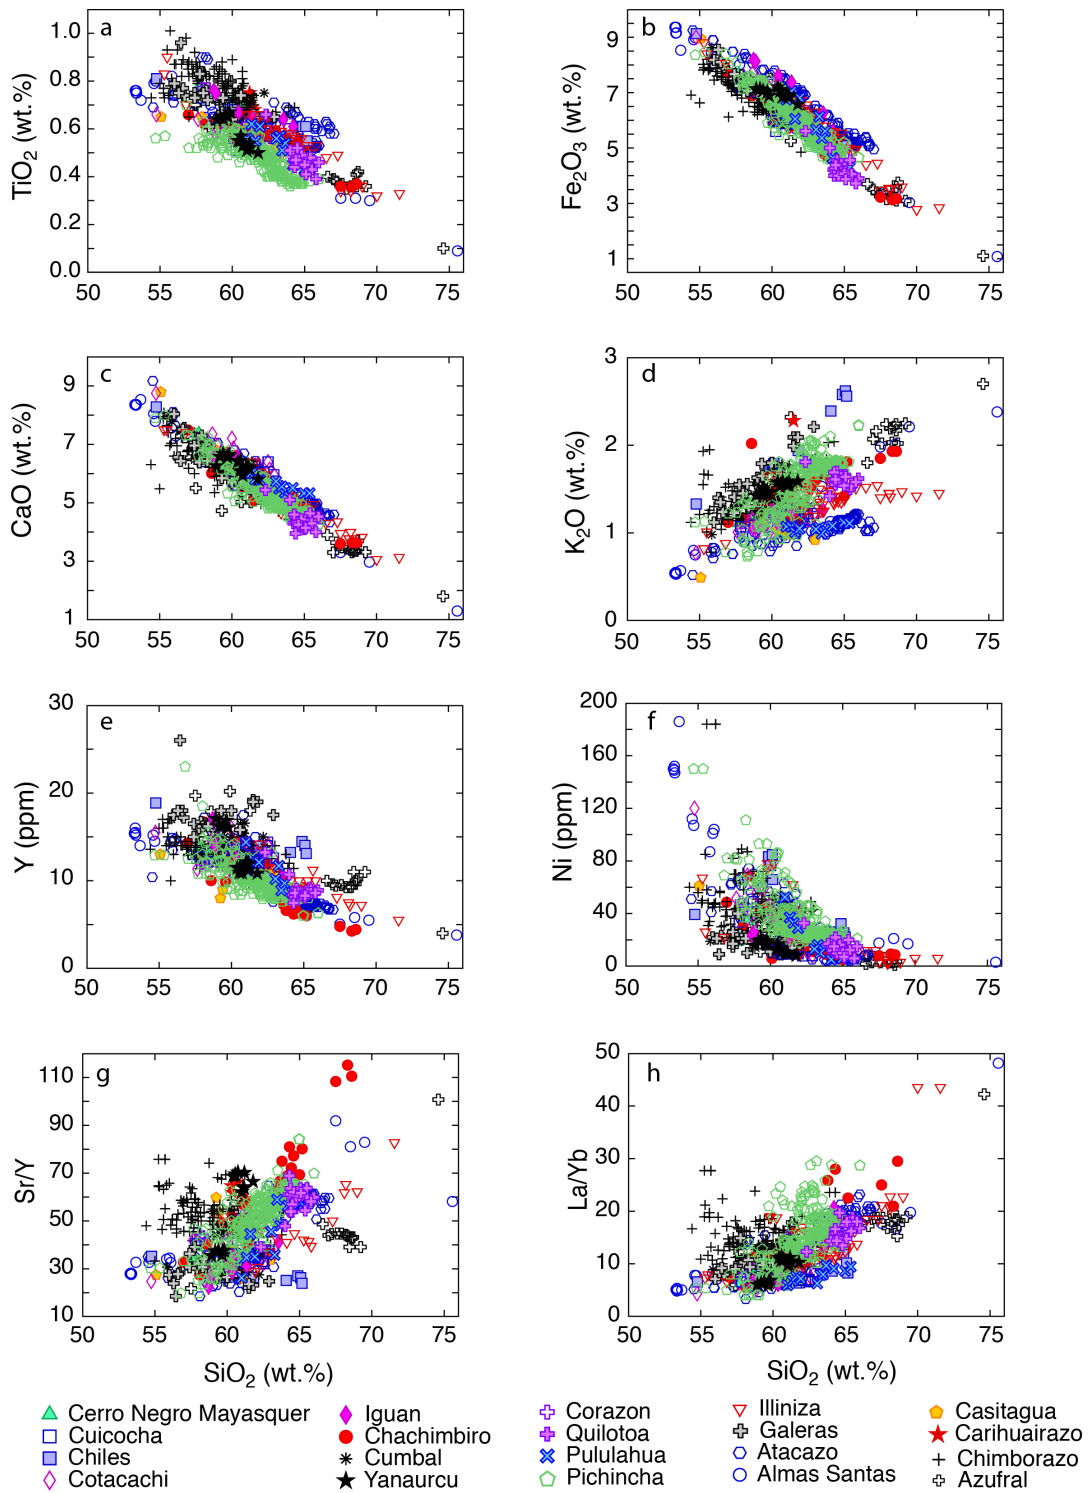 a
TiO2 (wt.%)
1.0
0.8
0.6
0.4
0.2
0.0
50 55 60 65 70 75
b
Fe2O3 (wt.%)
9
7
5
3
1
50 55 60 65 70 75
c
CaO (wt.%)
9
7
5
3
1
50 55 60 65 70 75
d
K2O (wt.%)
3
2
1
0
50 55 60 65 70 75
e
Y (ppm)
30
20
10
0
50 55 60 65 70 75
f
Ni (ppm)
200
160
120
80
40
0
50 55 60 65 70 75
g
Sr/Y
110
90
70
50
30
10
50 55 60 65 70 75
SiO2 (wt.%)
h
La/Yb
50
40
30
20
10
0
50 55 60 65 70 75
SiO2 (wt.%)
Cerro Negro Mayasquer
Cuicocha
Chiles
Cotacachi
Iguan
Chachimbiro
Cumbal
Yanaurcu
Corazon
Quilotoa
Pululahua
Pichincha
Illiniza
Galeras
Atacazo
Almas Santas
Casitagua
Carihuairazo
Chimborazo
Azufral